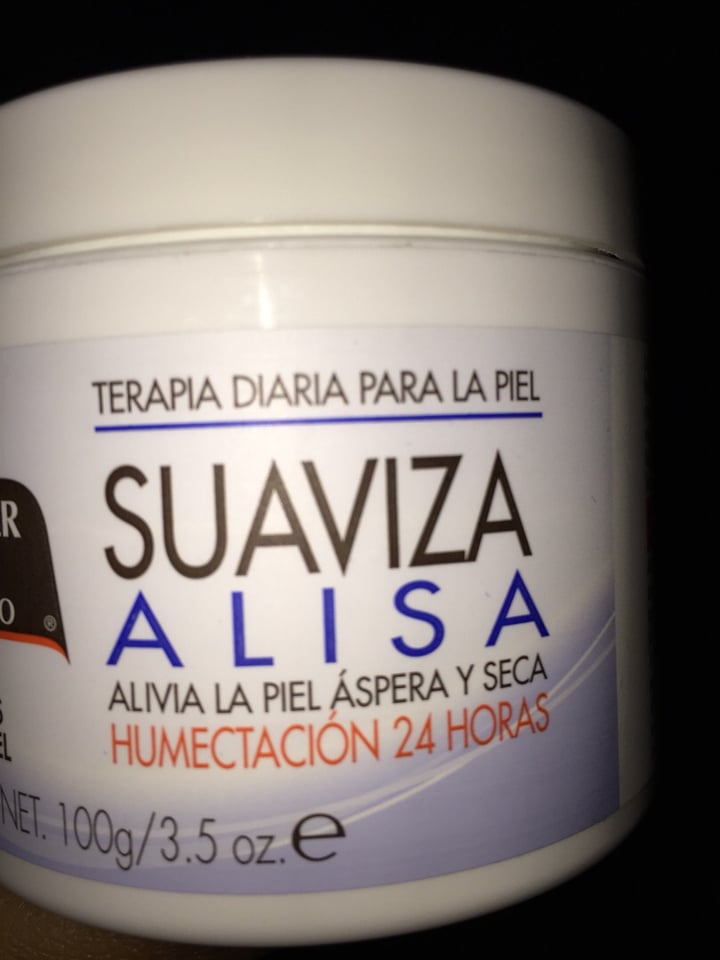 TERAPIA DIARIA PARA LA PIEL
SUAVIZA
ALISA
ALIVIA LA PIEL ÁSPERA Y SECA
HUMECTACIÓN 24 HORAS
NET. 100g/3.5 oz. e
®